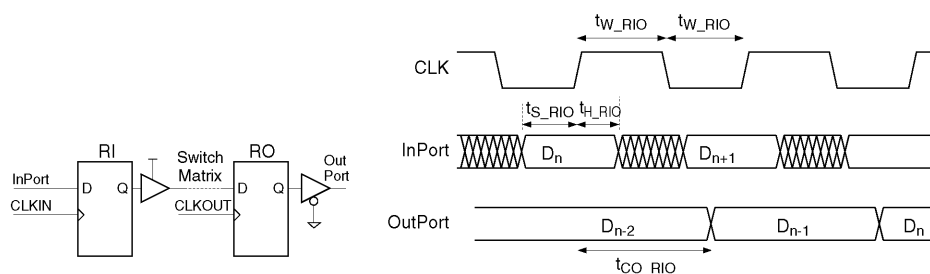 RI
RO
Switch
Matrix
Out
Port
InPort
D
Q
D
Q
CLKIN
CLKOUT
tW_RIO
tW_RIO
CLK
tS_RIO
tH_RIO
InPort
Dn
Dn+1
OutPort
Dn-2
Dn-1
Dn
tCO_RIO